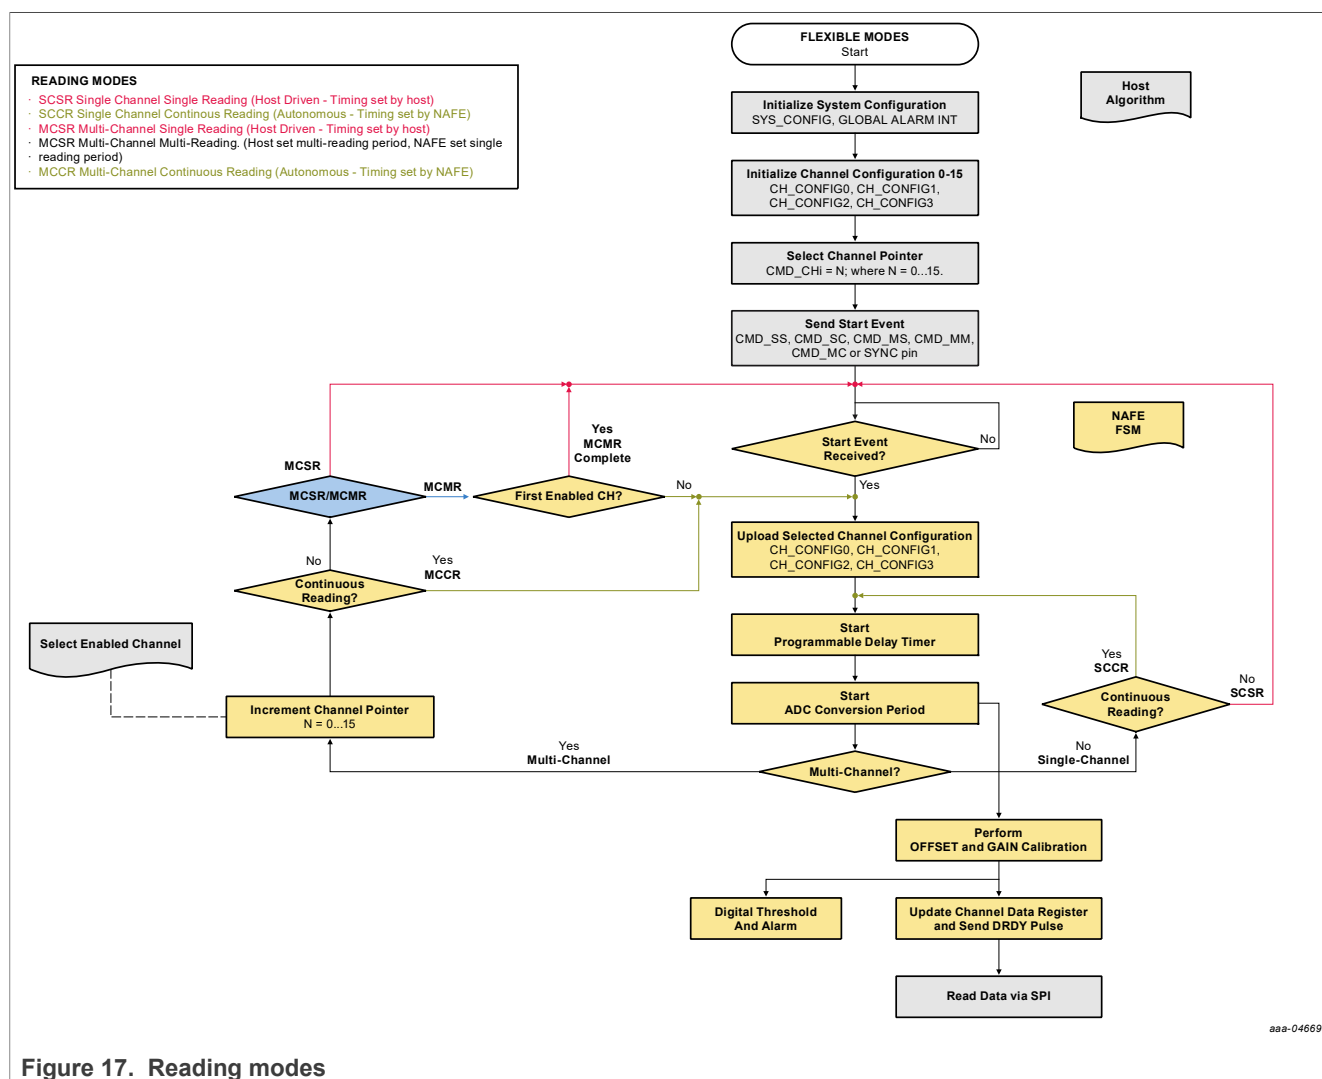 FLEXIBLE MODES
Start
READING MODES
· SCSR Single Channel Single Reading (Host Driven - Timing set by host)
· SCCR Single Channel Continous Reading (Autonomous - Timing set by NAFE)
· MCSR Multi-Channel Single Reading (Host Driven - Timing set by host)
· MCSR Multi-Channel Multi-Reading. (Host set multi-reading period, NAFE set single
· reading period)
· MCCR Multi-Channel Continuous Reading (Autonomous - Timing set by NAFE)
Host
Algorithm
Initialize System Configuration
SYS_CONFIG, GLOBAL ALARM INT
Initialize Channel Configuration 0-15
CH_CONFIG0, CH_CONFIG1,
CH_CONFIG2, CH_CONFIG3
Select Channel Pointer
CMD_CHi = N; where N = 0...15.
Send Start Event
CMD_SS, CMD_SC, CMD_MS, CMD_MM,
CMD_MC or SYNC pin
NAFE
FSM
Start Event
Received?
No
Yes
Yes
MCMR
Complete
MCSR
MCSR/MCMR
MCMR
First Enabled CH?
No
Upload Selected Channel Configuration
CH_CONFIG0, CH_CONFIG1,
CH_CONFIG2, CH_CONFIG3
No
Yes
MCCR
Continuous
Reading?
Select Enabled Channel
Start
Programmable Delay Timer
Yes
SCCR
No
SCSR
Continuous
Reading?
Increment Channel Pointer
N = 0...15
Start
ADC Conversion Period
Yes
Multi-Channel
Multi-Channel?
No
Single-Channel
Perform
OFFSET and GAIN Calibration
Digital Threshold
And Alarm
Update Channel Data Register
and Send DRDY Pulse
Read Data via SPI
aaa-04669
Figure 17. Reading modes